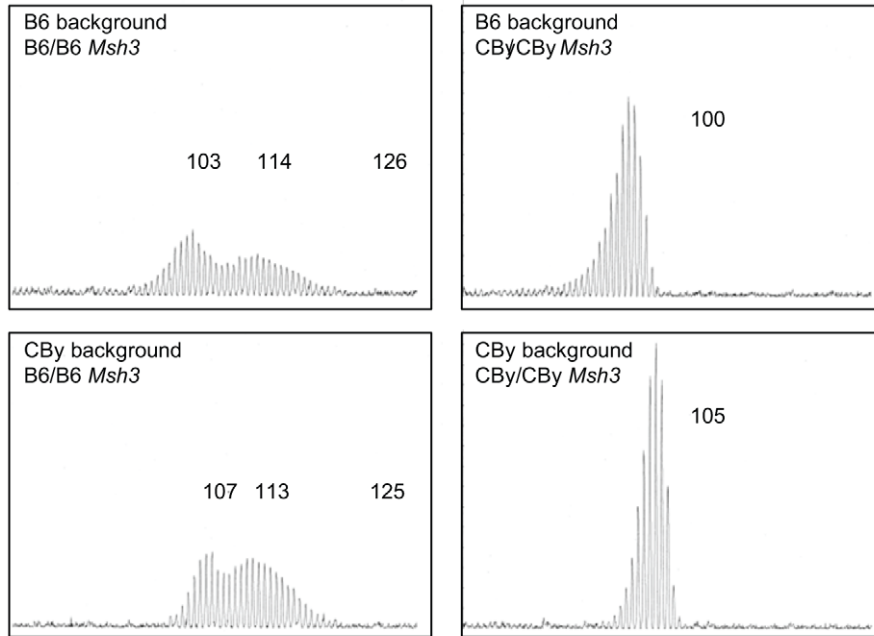 B6 background
B6/B6 Msh3
103 114 126
B6 background
CBy/CBy Msh3
100
CBy background
B6/B6 Msh3
107 113 125
CBy background
CBy/CBy Msh3
105